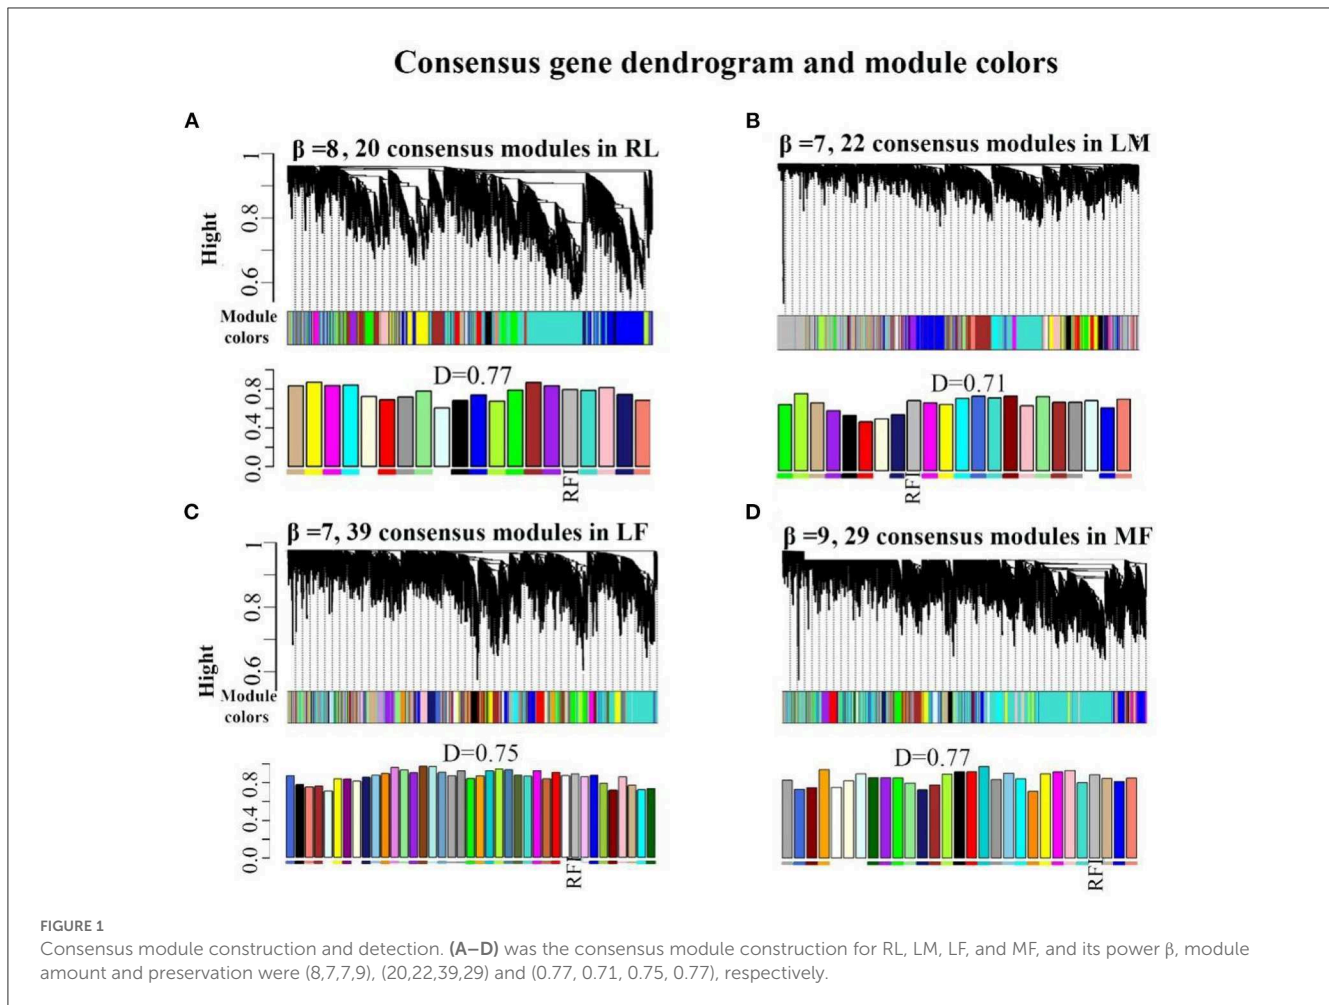 Consensus gene dendrogram and module colors
A
β =8, 20 consensus modules in RL
1
0.8
0.6
Hight
Module
colors
D=0.77
0.8
0.4
0.0
RFI
B
β =7, 22 consensus modules in LM
D=0.71
RFI
C
β =7, 39 consensus modules in LF
1
0.8
0.6
Hight
Module
colors
D=0.75
0.8
0.4
0.0
RFI
D
β =9, 29 consensus modules in MF
D=0.77
RFI
FIGURE 1
Consensus module construction and detection. (A–D) was the consensus module construction for RL, LM, LF, and MF, and its power β, module
amount and preservation were (8,7,7,9), (20,22,39,29) and (0.77, 0.71, 0.75, 0.77), respectively.